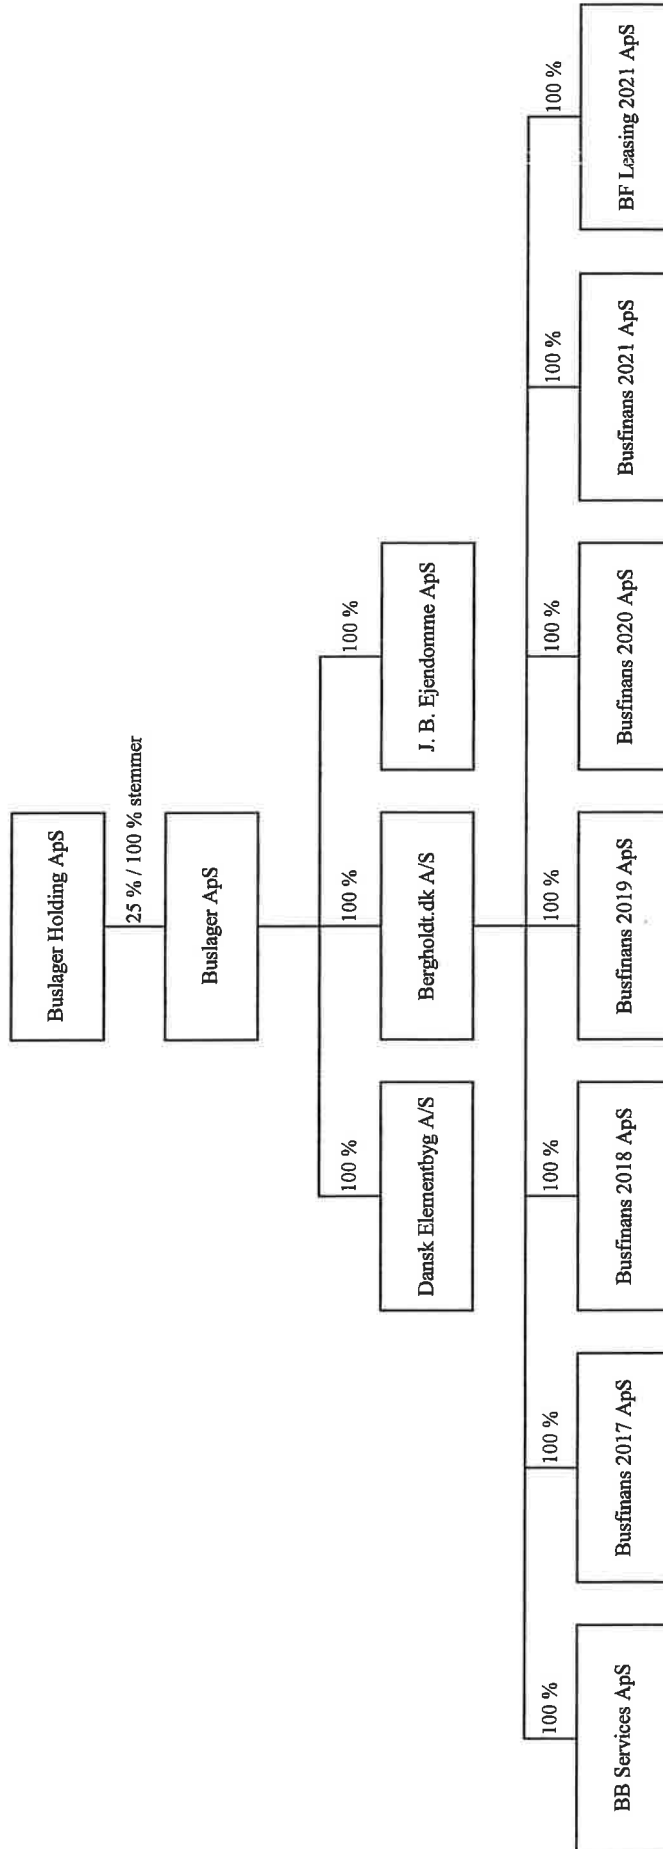 Buslager Holding ApS
25 % / 100 % stemmer
Buslager ApS
100 %
100 %
100 %
Dansk Elementbyg A/S
Bergholdt.dk A/S
J. B. Ejendomme ApS
100 %
100 %
100 %
100 %
100 %
100 %
100 %
BB Services ApS
Busfinans 2017 ApS
Busfinans 2018 ApS
Busfinans 2019 ApS
Busfinans 2020 ApS
Busfinans 2021 ApS
BF Leasing 2021 ApS